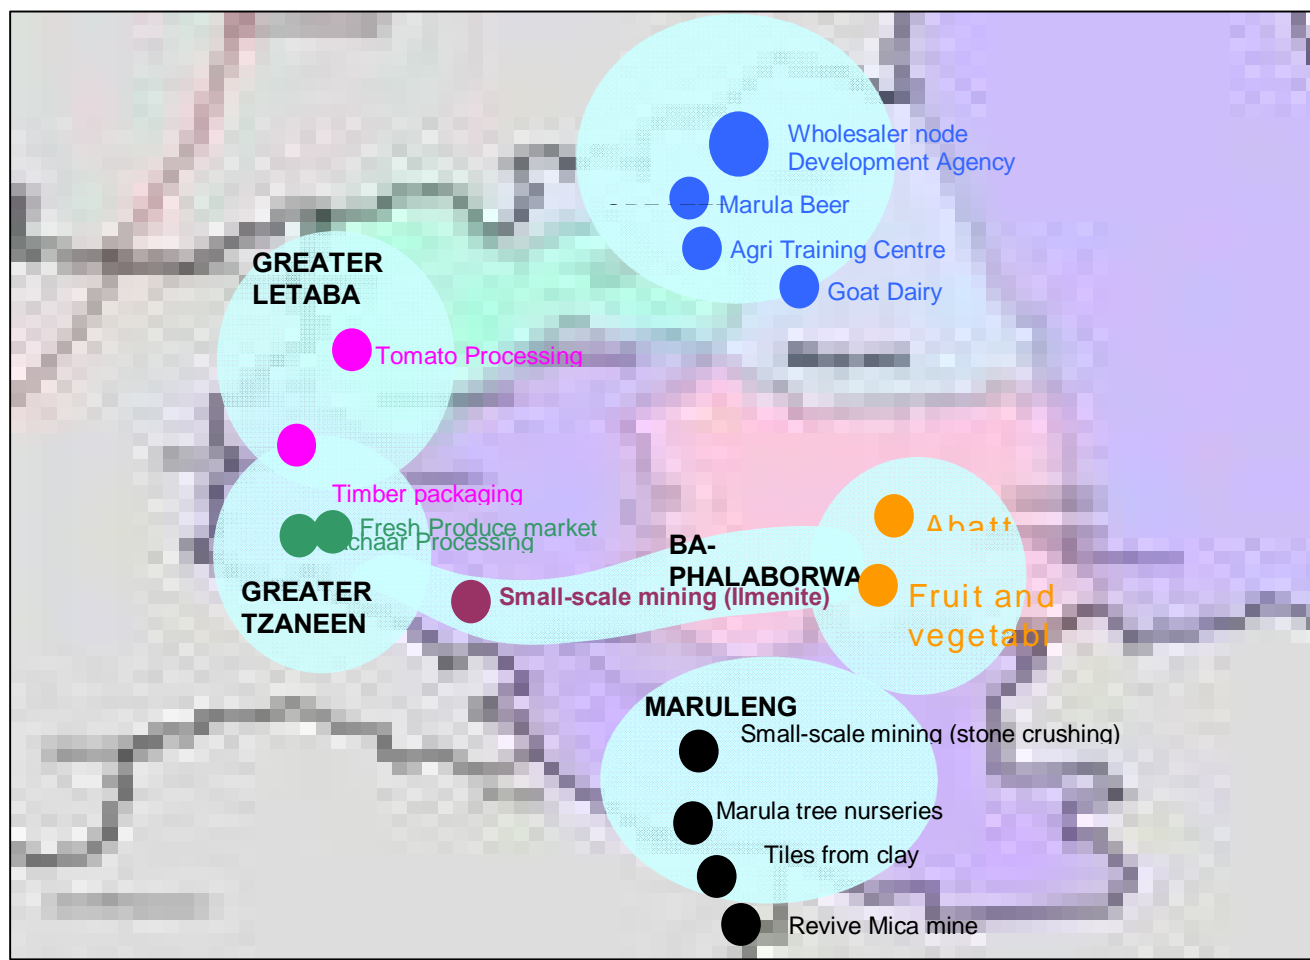 Wholesaler node
Development Agency
Marula Beer
Agri Training Centre
Goat Dairy
GREATER
LETABA
Tomato Processing
Timber packaging
Fresh Produce market
Processing
GREATER
TZANEEN
BA-
PHALABORWA
Small-scale mining (Ilmenite)
Abatt
Fruit and
vegetabl
MARULENG
Small-scale mining (stone crushing)
Marula tree nurseries
Tiles from clay
Revive Mica mine